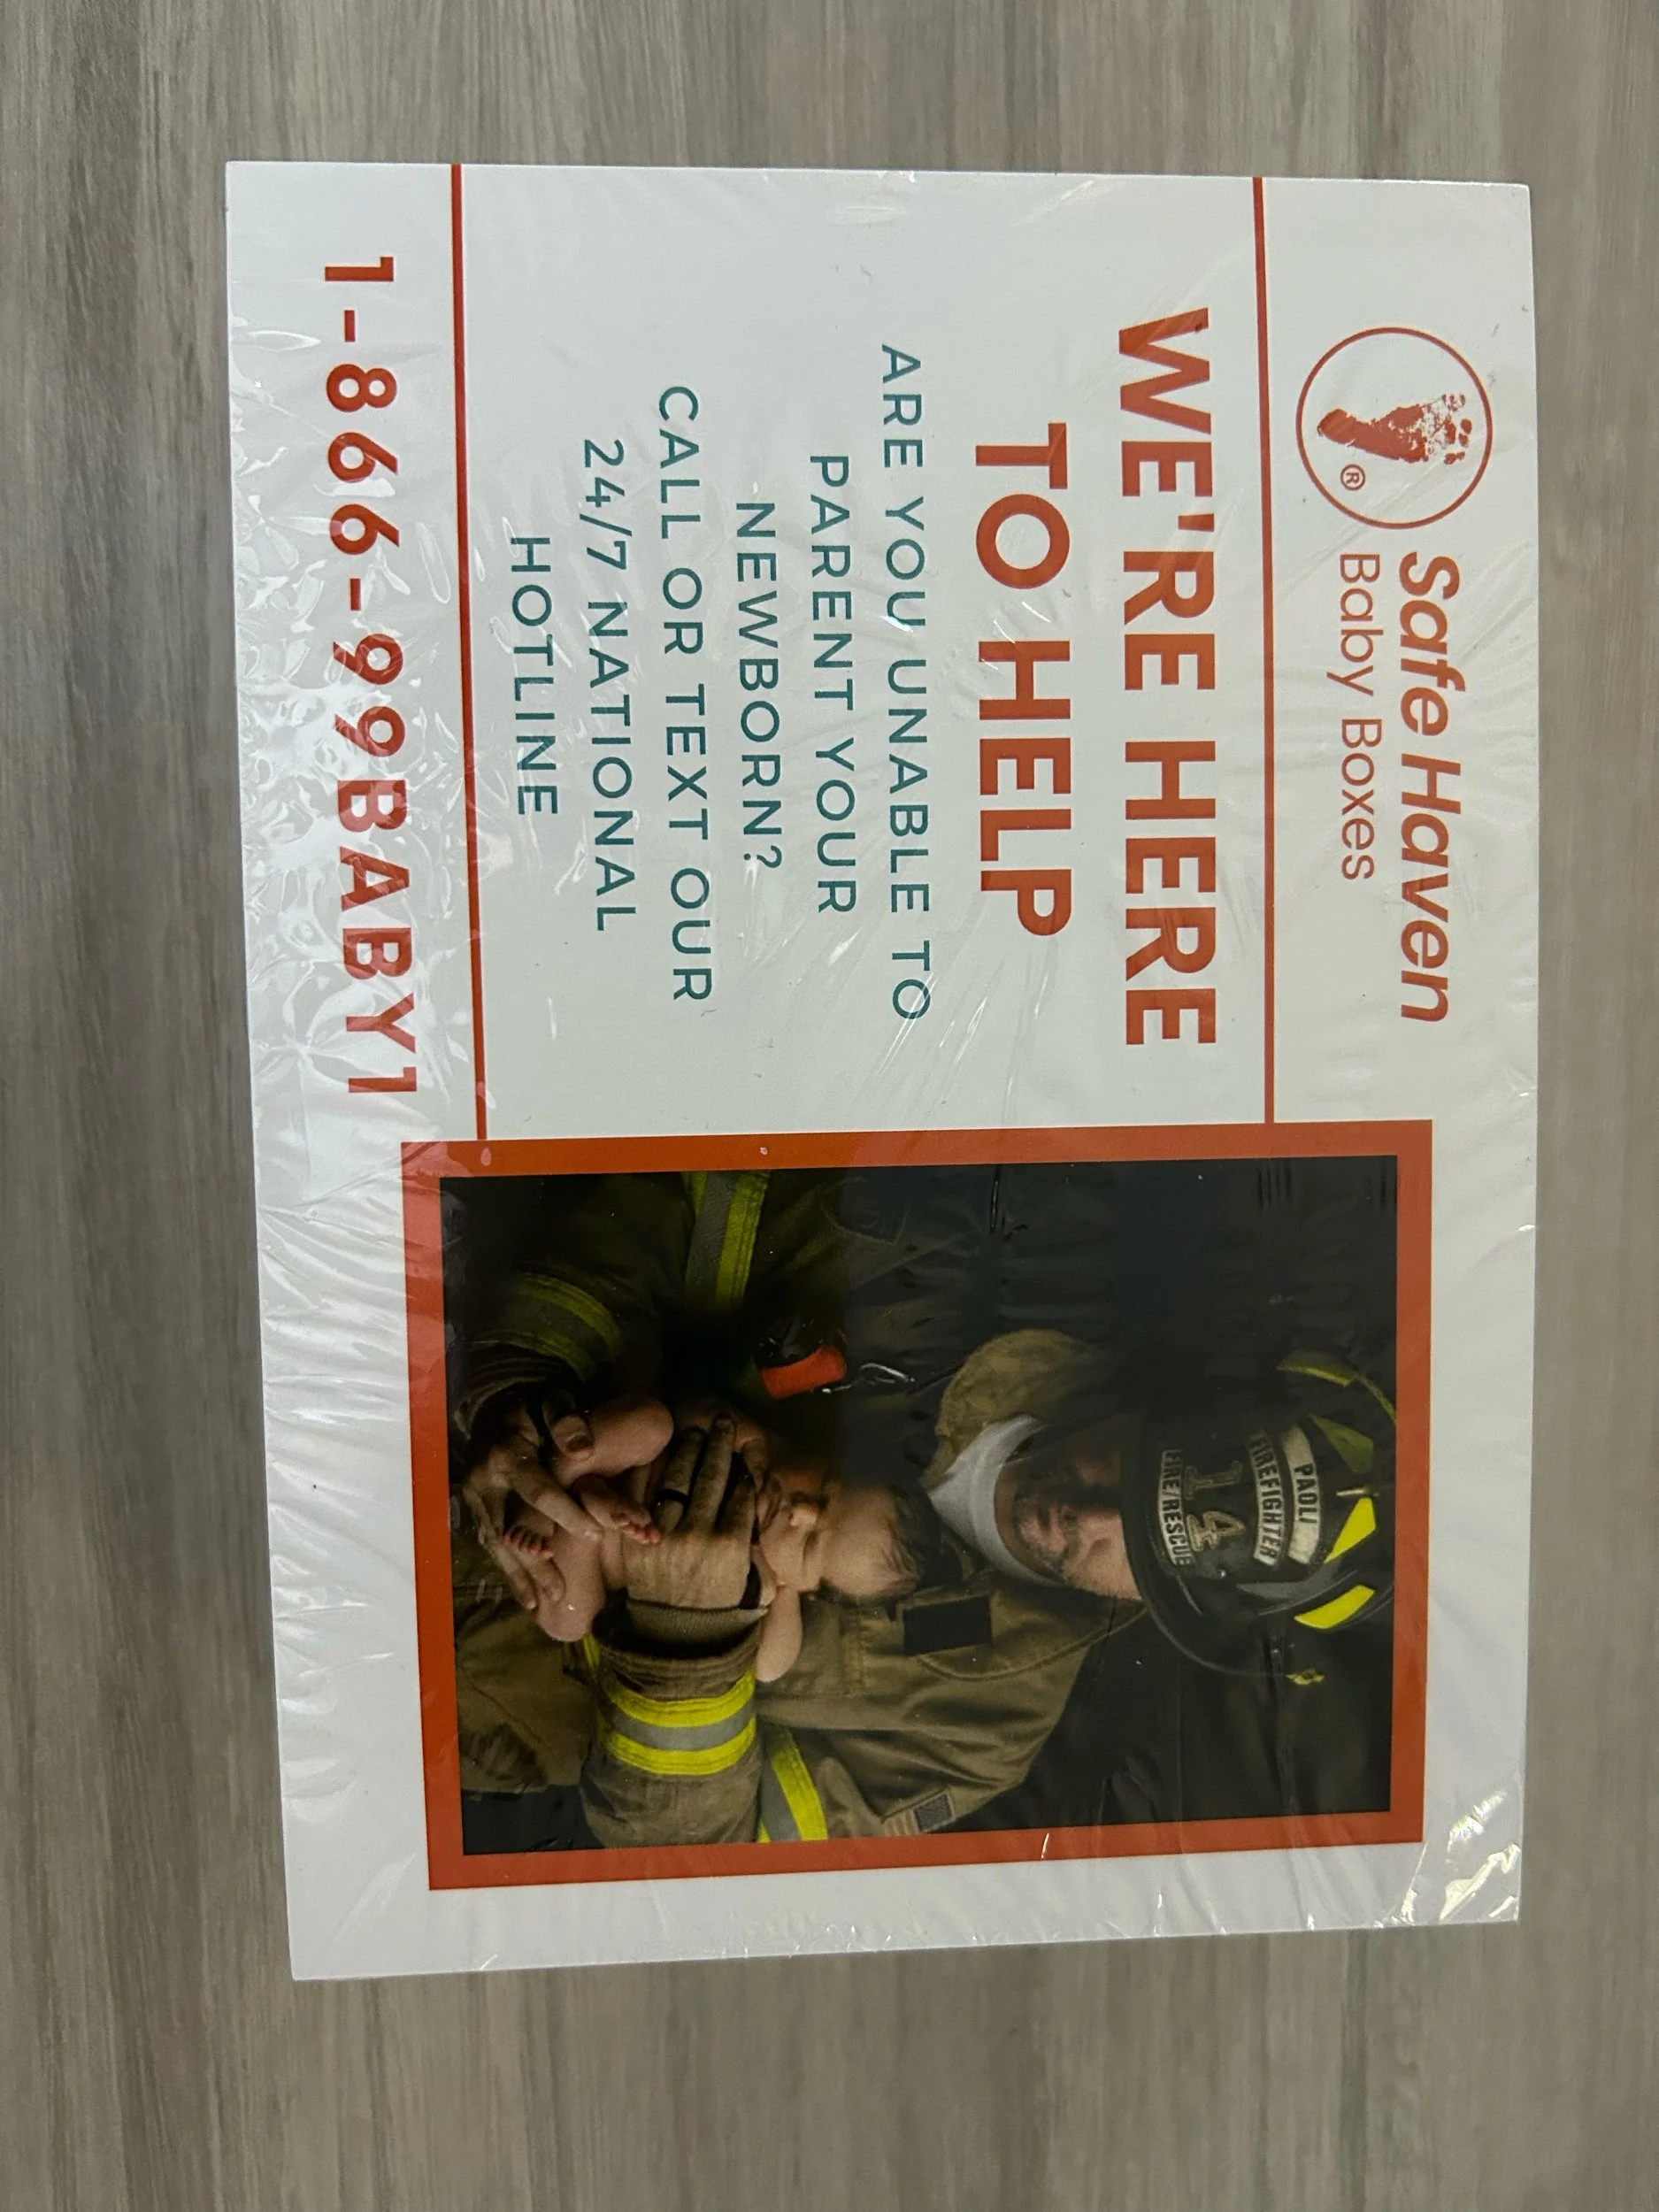 Safe Haven
Baby Boxes
®
WE'RE HERE
TO HELP
ARE YOU UNABLE TO
PARENT YOUR
NEWBORN?
CALL OR TEXT OUR
24/7 NATIONAL
HOTLINE
1-866-99BABY1
PAOLI
FIREFIGHTER
14
FIRE/RESCUE